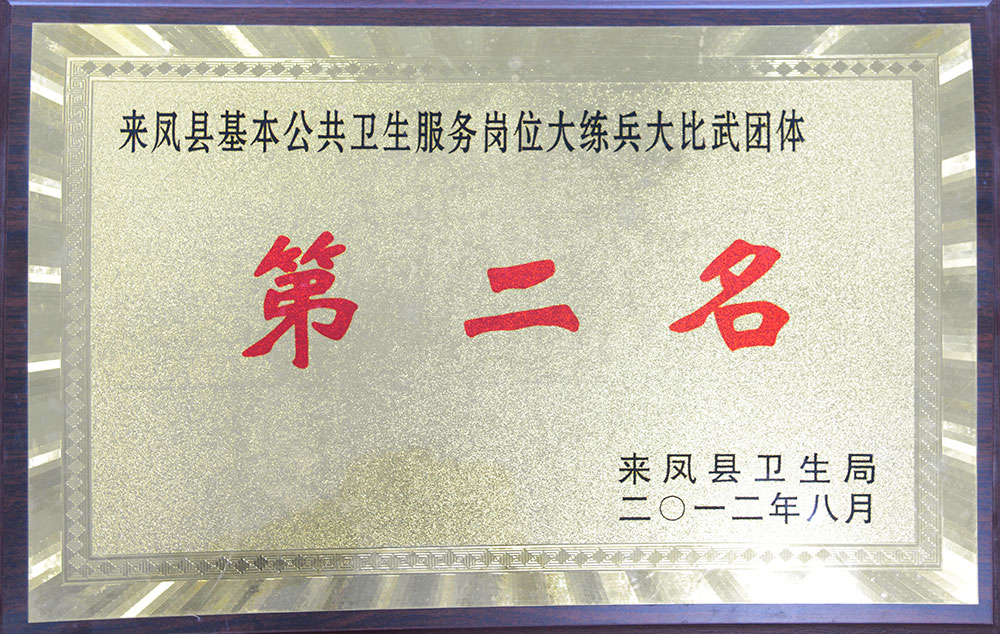 来凤县基本公共卫生服务岗位大练兵大比武团体
第二名
来凤县卫生局
二〇一二年八月